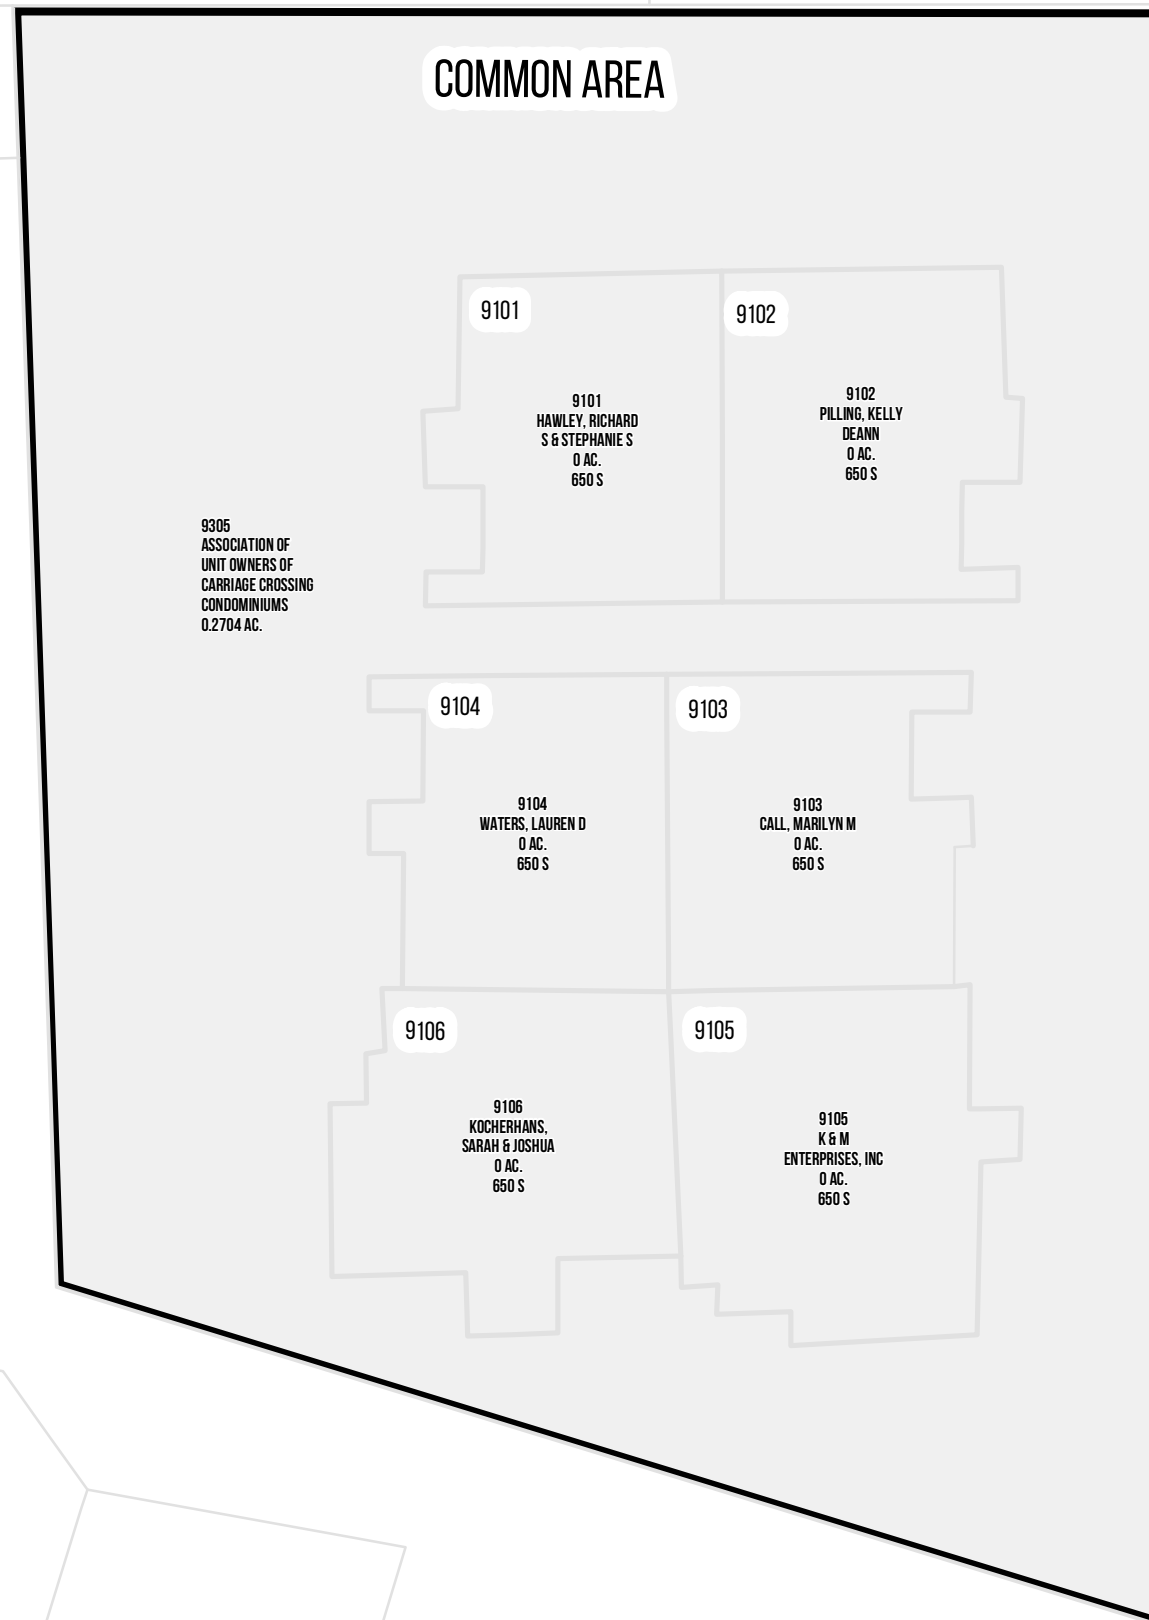 COMMON AREA
9101
9102
9101
HAWLEY, RICHARD
S & STEPHANIE S
0 AC.
650 S
9102
PILLING, KELLY
DEANN
0 AC.
650 S
9305
ASSOCIATION OF
UNIT OWNERS OF
CARRIAGE CROSSING
CONDOMINIUMS
0.2704 AC.
9104
9103
9104
WATERS, LAUREN D
0 AC.
650 S
9103
CALL, MARILYN M
0 AC.
650 S
9106
9105
9106
KOCHERHANS,
SARAH & JOSHUA
0 AC.
650 S
9105
K & M
ENTERPRISES, INC
0 AC.
650 S